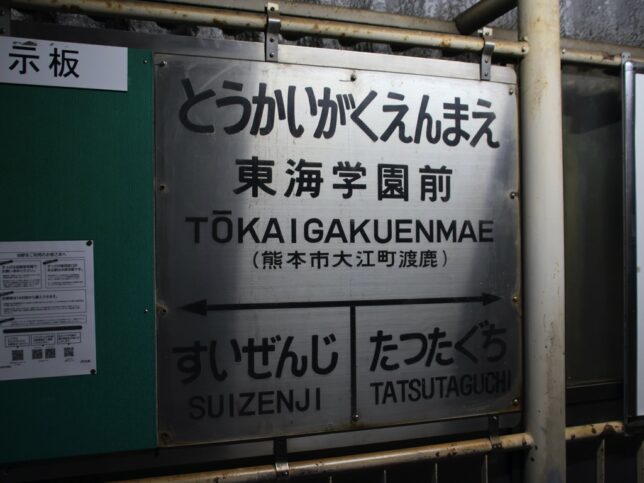 示板
とうかいがくえんまえ
東海学園前
TŌKAIGAKUENMAE
(熊本市大江町渡鹿)
すいぜんじ
SUIZENJI
たつたぐち
TATSUTAGUCHI